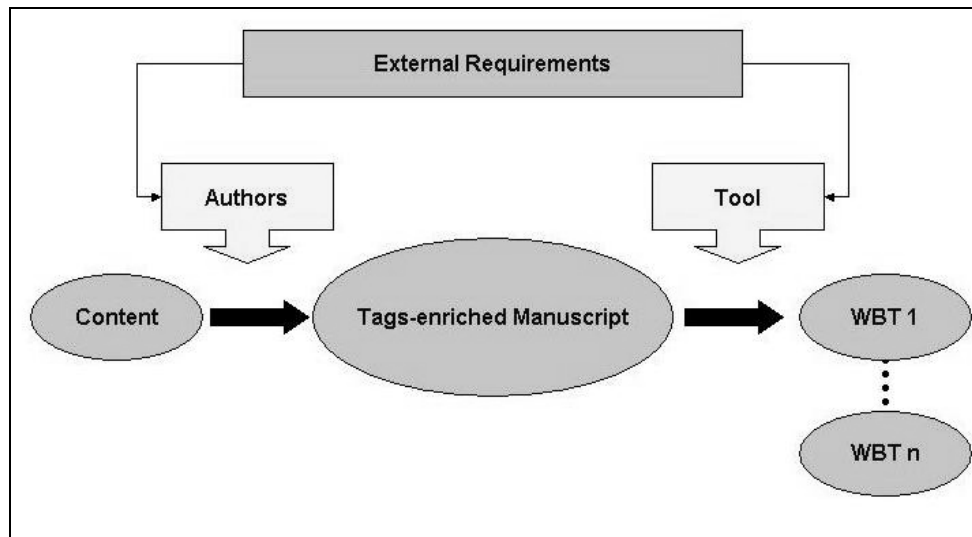 External Requirements
Authors
Tool
Content
Tags-enriched Manuscript
WBT 1
WBT n